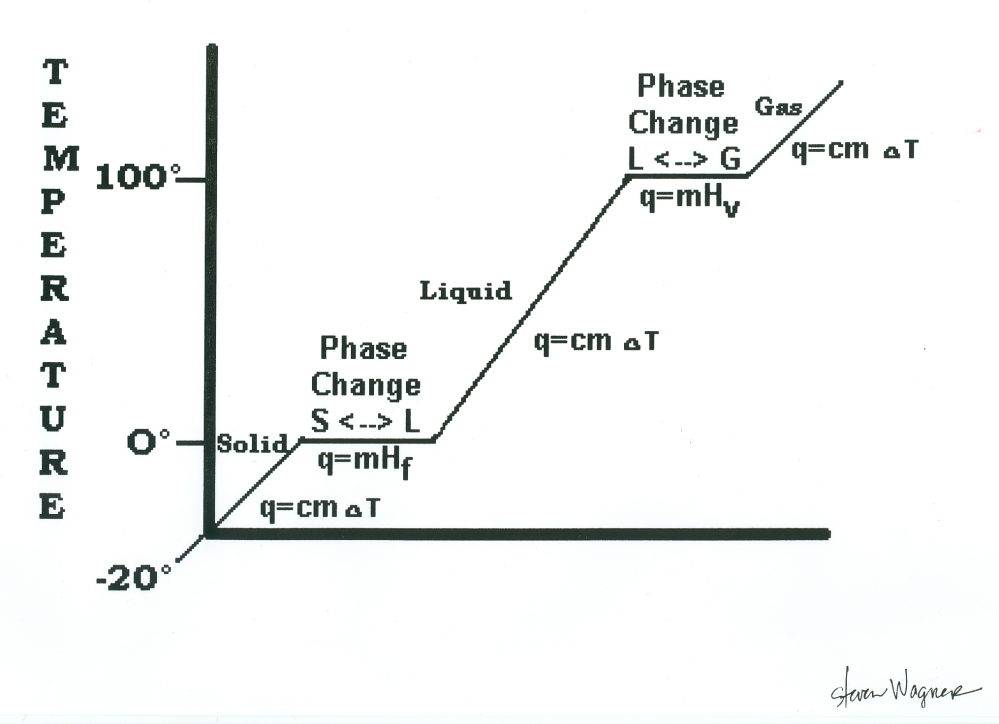 TEMPERATURE
Phase
Change
L <--> G
q=mHv
Gas
q=cm ΔT
100°
Liquid
q=cm ΔT
Phase
Change
S <--> L
q=mHf
0°
Solid
q=cm ΔT
-20°
Steven Wagner